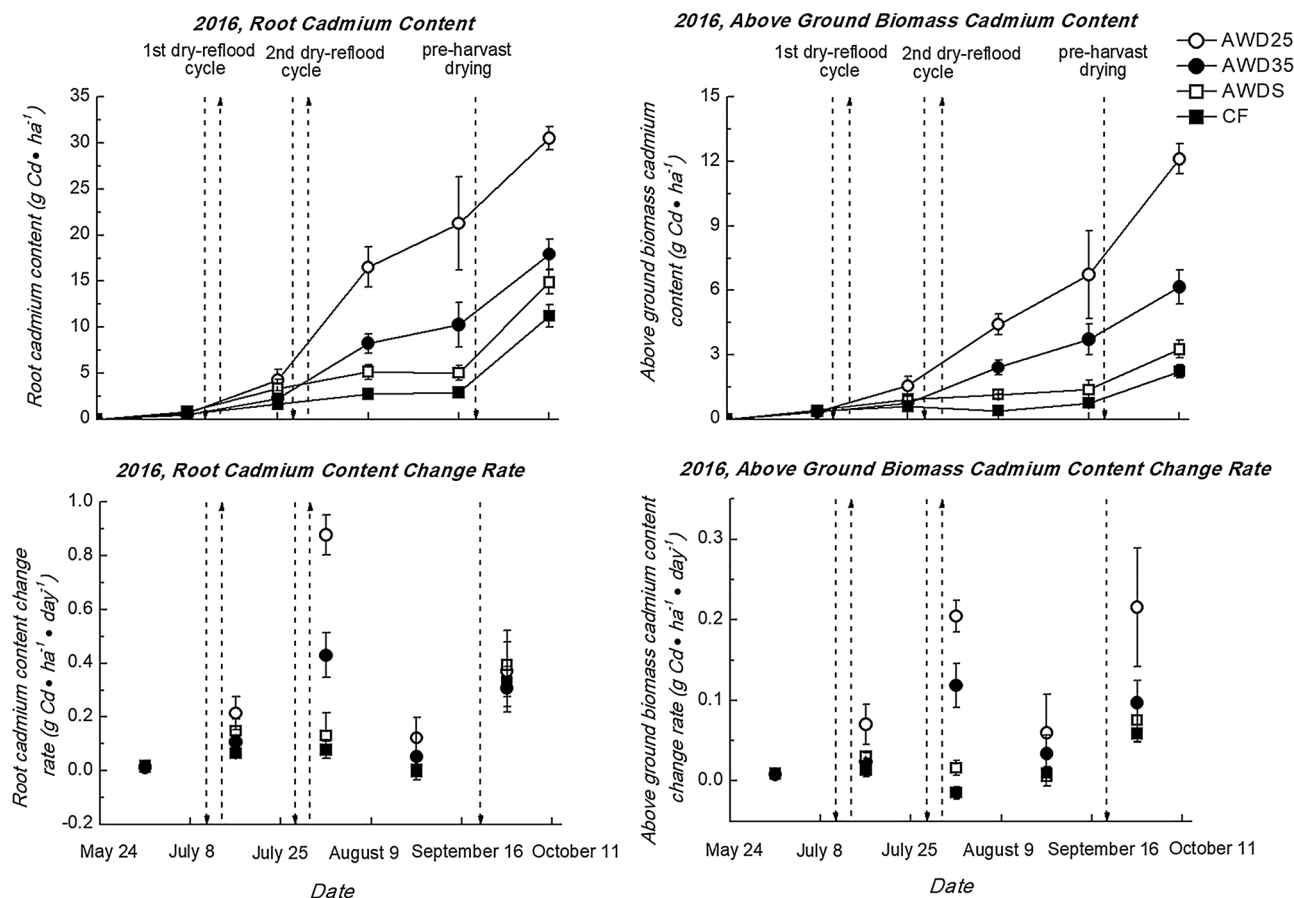 2016, Root Cadmium Content
1st dry-reflood
cycle
2nd dry-reflood
cycle
pre-harvest
drying
Root cadmium content (g Cd • ha⁻¹)
35
30
25
20
15
10
5
0
2016, Above Ground Biomass Cadmium Content
1st dry-reflood
cycle
2nd dry-reflood
cycle
pre-harvest
drying
AWD25
AWD35
AWDS
CF
Above ground biomass cadmium
content (g Cd • ha⁻¹)
15
12
9
6
3
0
2016, Root Cadmium Content Change Rate
Root cadmium content change
rate (g Cd • ha⁻¹ • day⁻¹)
1.0
0.8
0.6
0.4
0.2
0.0
-0.2
May 24
July 8
July 25
August 9
September 16
October 11
Date
2016, Above Ground Biomass Cadmium Content Change Rate
Above ground biomass cadmium content
change rate (g Cd • ha⁻¹ • day⁻¹)
0.3
0.2
0.1
0.0
May 24
July 8
July 25
August 9
September 16
October 11
Date